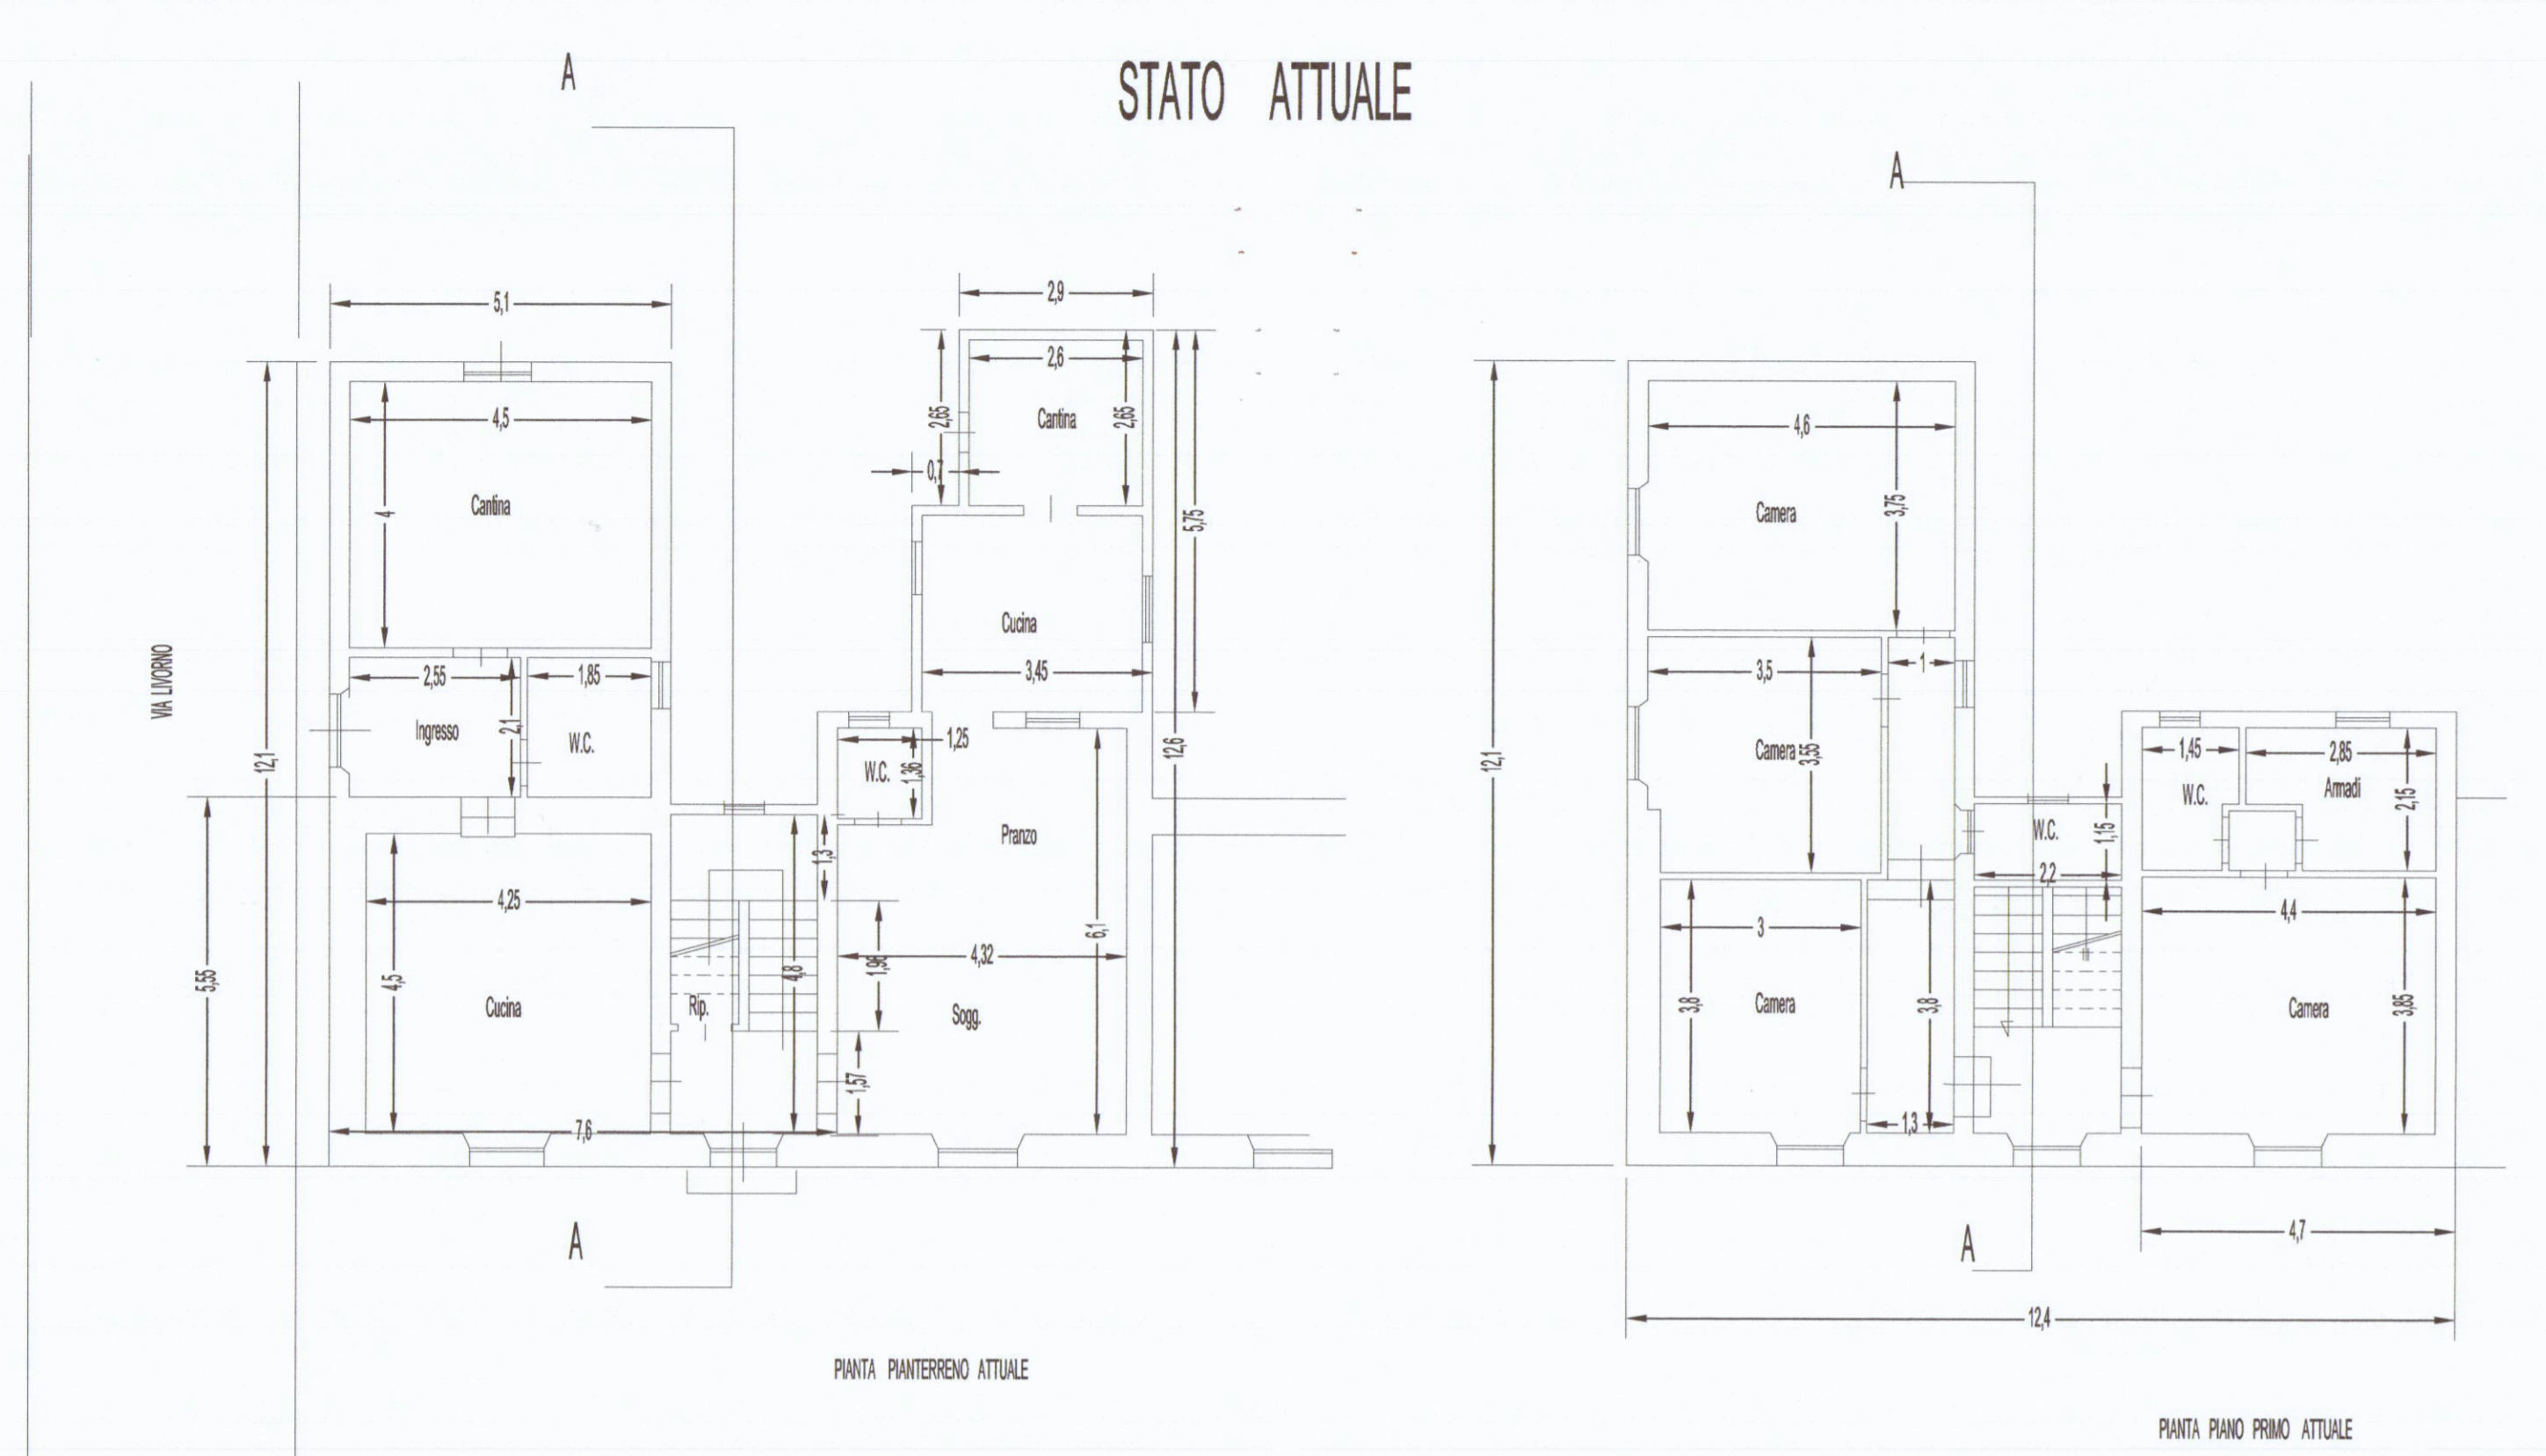 STATO ATTUALE
A
A
5,1
2,9
2,6
4,5
2,65
Cantina
2,65
0,7
4
Cantina
5,75
Cucina
3,45
VIA LIVORNO
2,55
1,85
Ingresso
2,1
W.C.
12,1
1,25
W.C.
1,36
12,6
Pranzo
1,3
4,25
5,55
4,5
Cucina
Rip.
4,8
1,96
4,32
6,1
Sogg.
1,57
7,6
A
PIANTA PIANTERRENO ATTUALE
4,6
Camera
3,75
12,1
3,5
1
Camera
3,55
1,45
2,85
W.C.
Armadi
2,15
W.C.
1,15
2,2
3
4,4
3,8
Camera
3,8
Camera
3,85
1,3
A
4,7
12,4
PIANTA PIANO PRIMO ATTUALE